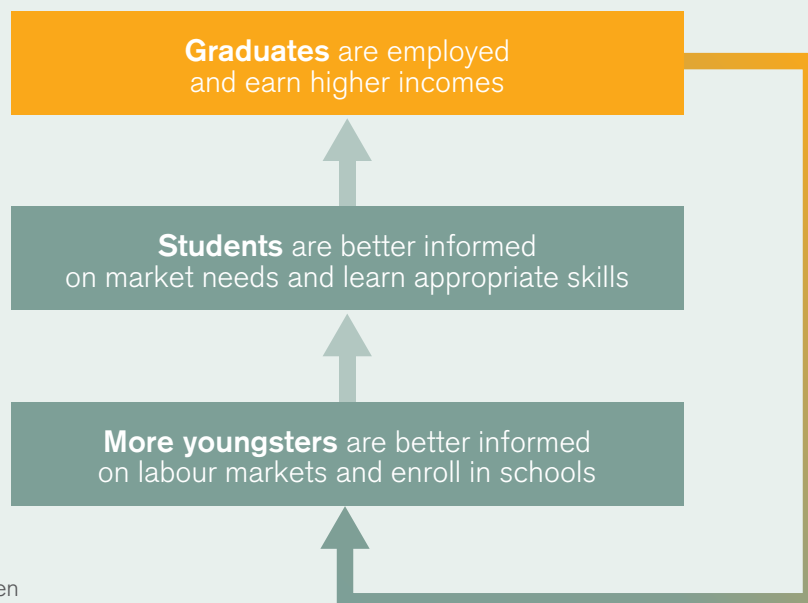 Graduates are employed
and earn higher incomes
Students are better informed
on market needs and learn appropriate skills
More youngsters are better informed
on labour markets and enroll in schools
en